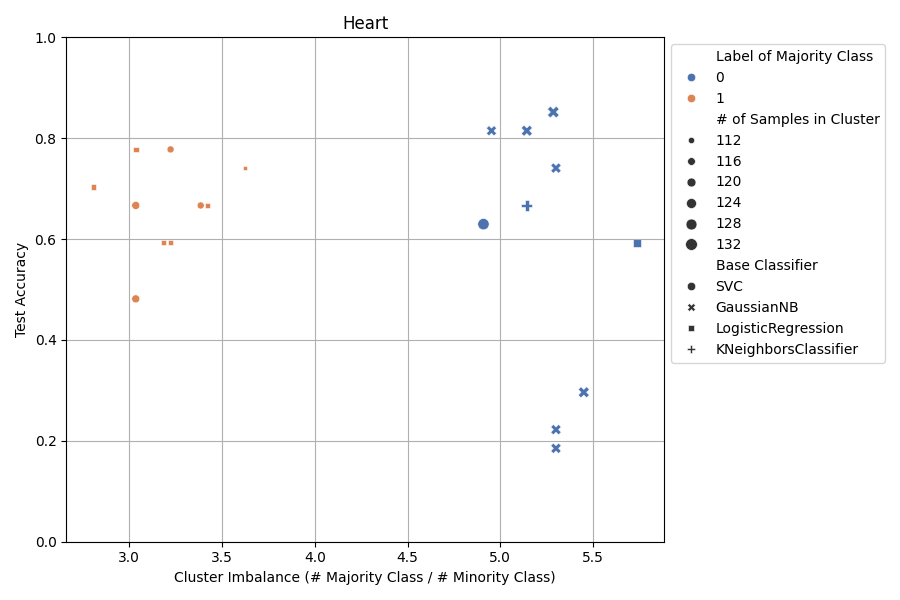 Heart
1.0
0.8
0.6
0.4
0.2
0.0
Test Accuracy
3.0
3.5
4.0
4.5
5.0
5.5
Cluster Imbalance (# Majority Class / # Minority Class)
Label of Majority Class
0
1
# of Samples in Cluster
112
116
120
124
128
132
Base Classifier
SVC
GaussianNB
LogisticRegression
KNeighborsClassifier